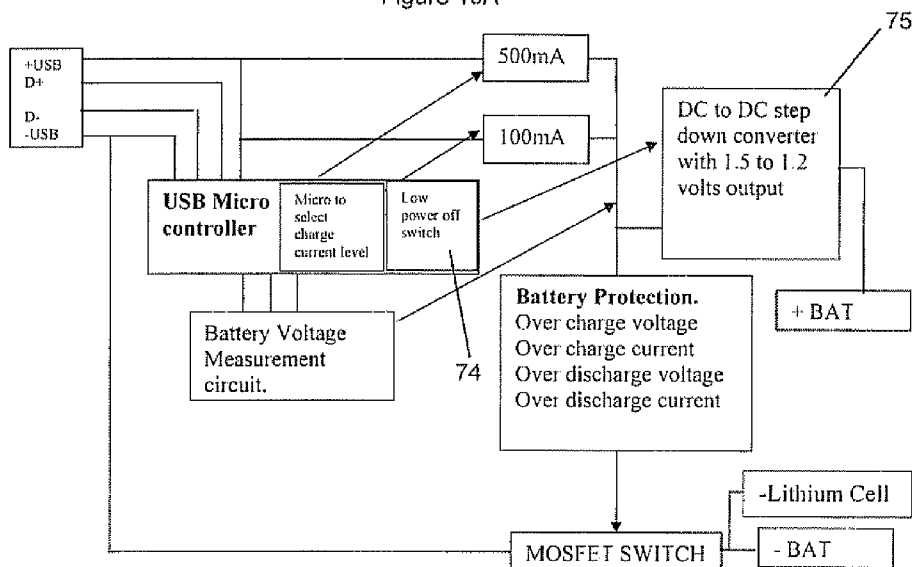 Figure 13A
75
+USB
D+
D-
-USB
500mA
100mA
DC to DC step
down converter
with 1.5 to 1.2
volts output
USB Micro
controller
Micro to
select
charge
current level
Low
power off
switch
Battery Voltage
Measurement
circuit.
74
Battery Protection.
Over charge voltage
Over charge current
Over discharge voltage
Over discharge current
+ BAT
-Lithium Cell
MOSFET SWITCH
- BAT